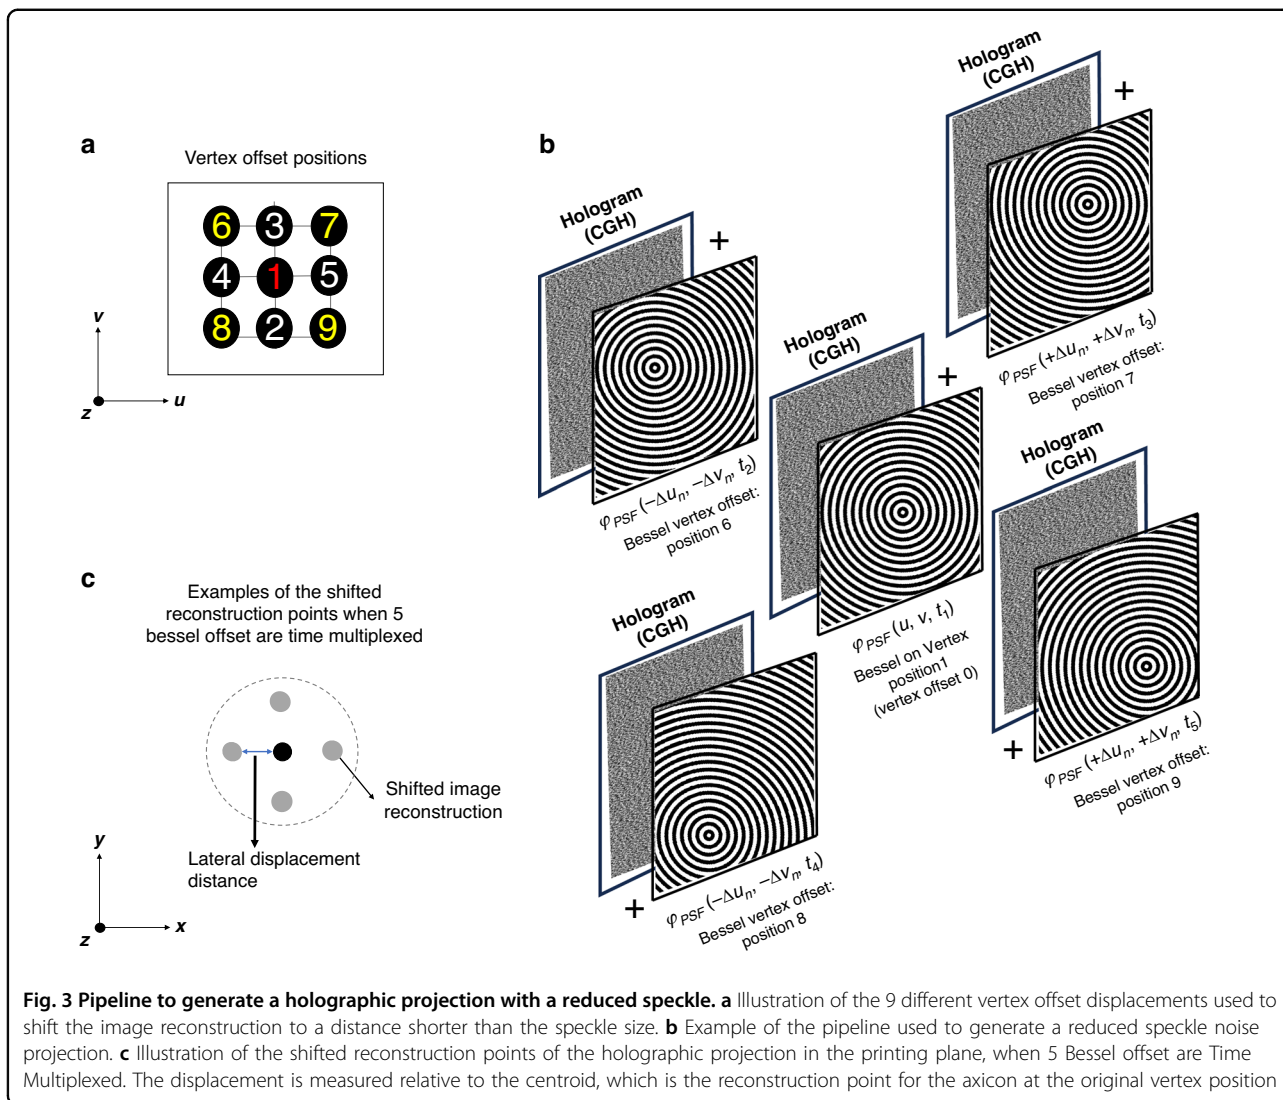 a
Vertex offset positions
6 3 7
4 1 5
8 2 9
v
z
u
b
Hologram
(CGH)
+
φPSF (−Δun, −Δvn, t2)
Bessel vertex offset:
position 6
Hologram
(CGH)
+
φPSF (u, v, t1)
Bessel on Vertex
position1
(vertex offset 0)
Hologram
(CGH)
+
φPSF (+Δun, +Δvn, t3)
Bessel vertex offset:
position 7
Hologram
(CGH)
+
φPSF (−Δun, −Δvn, t4)
Bessel vertex offset:
position 8
Hologram
(CGH)
+
φPSF (+Δun, +Δvn, t5)
Bessel vertex offset:
position 9
c
Examples of the shifted
reconstruction points when 5
bessel offset are time multiplexed
Shifted image
reconstruction
Lateral displacement
distance
y
z
x
Fig. 3 Pipeline to generate a holographic projection with a reduced speckle. a Illustration of the 9 different vertex offset displacements used to
shift the image reconstruction to a distance shorter than the speckle size. b Example of the pipeline used to generate a reduced speckle noise
projection. c Illustration of the shifted reconstruction points of the holographic projection in the printing plane, when 5 Bessel offset are Time
Multiplexed. The displacement is measured relative to the centroid, which is the reconstruction point for the axicon at the original vertex position